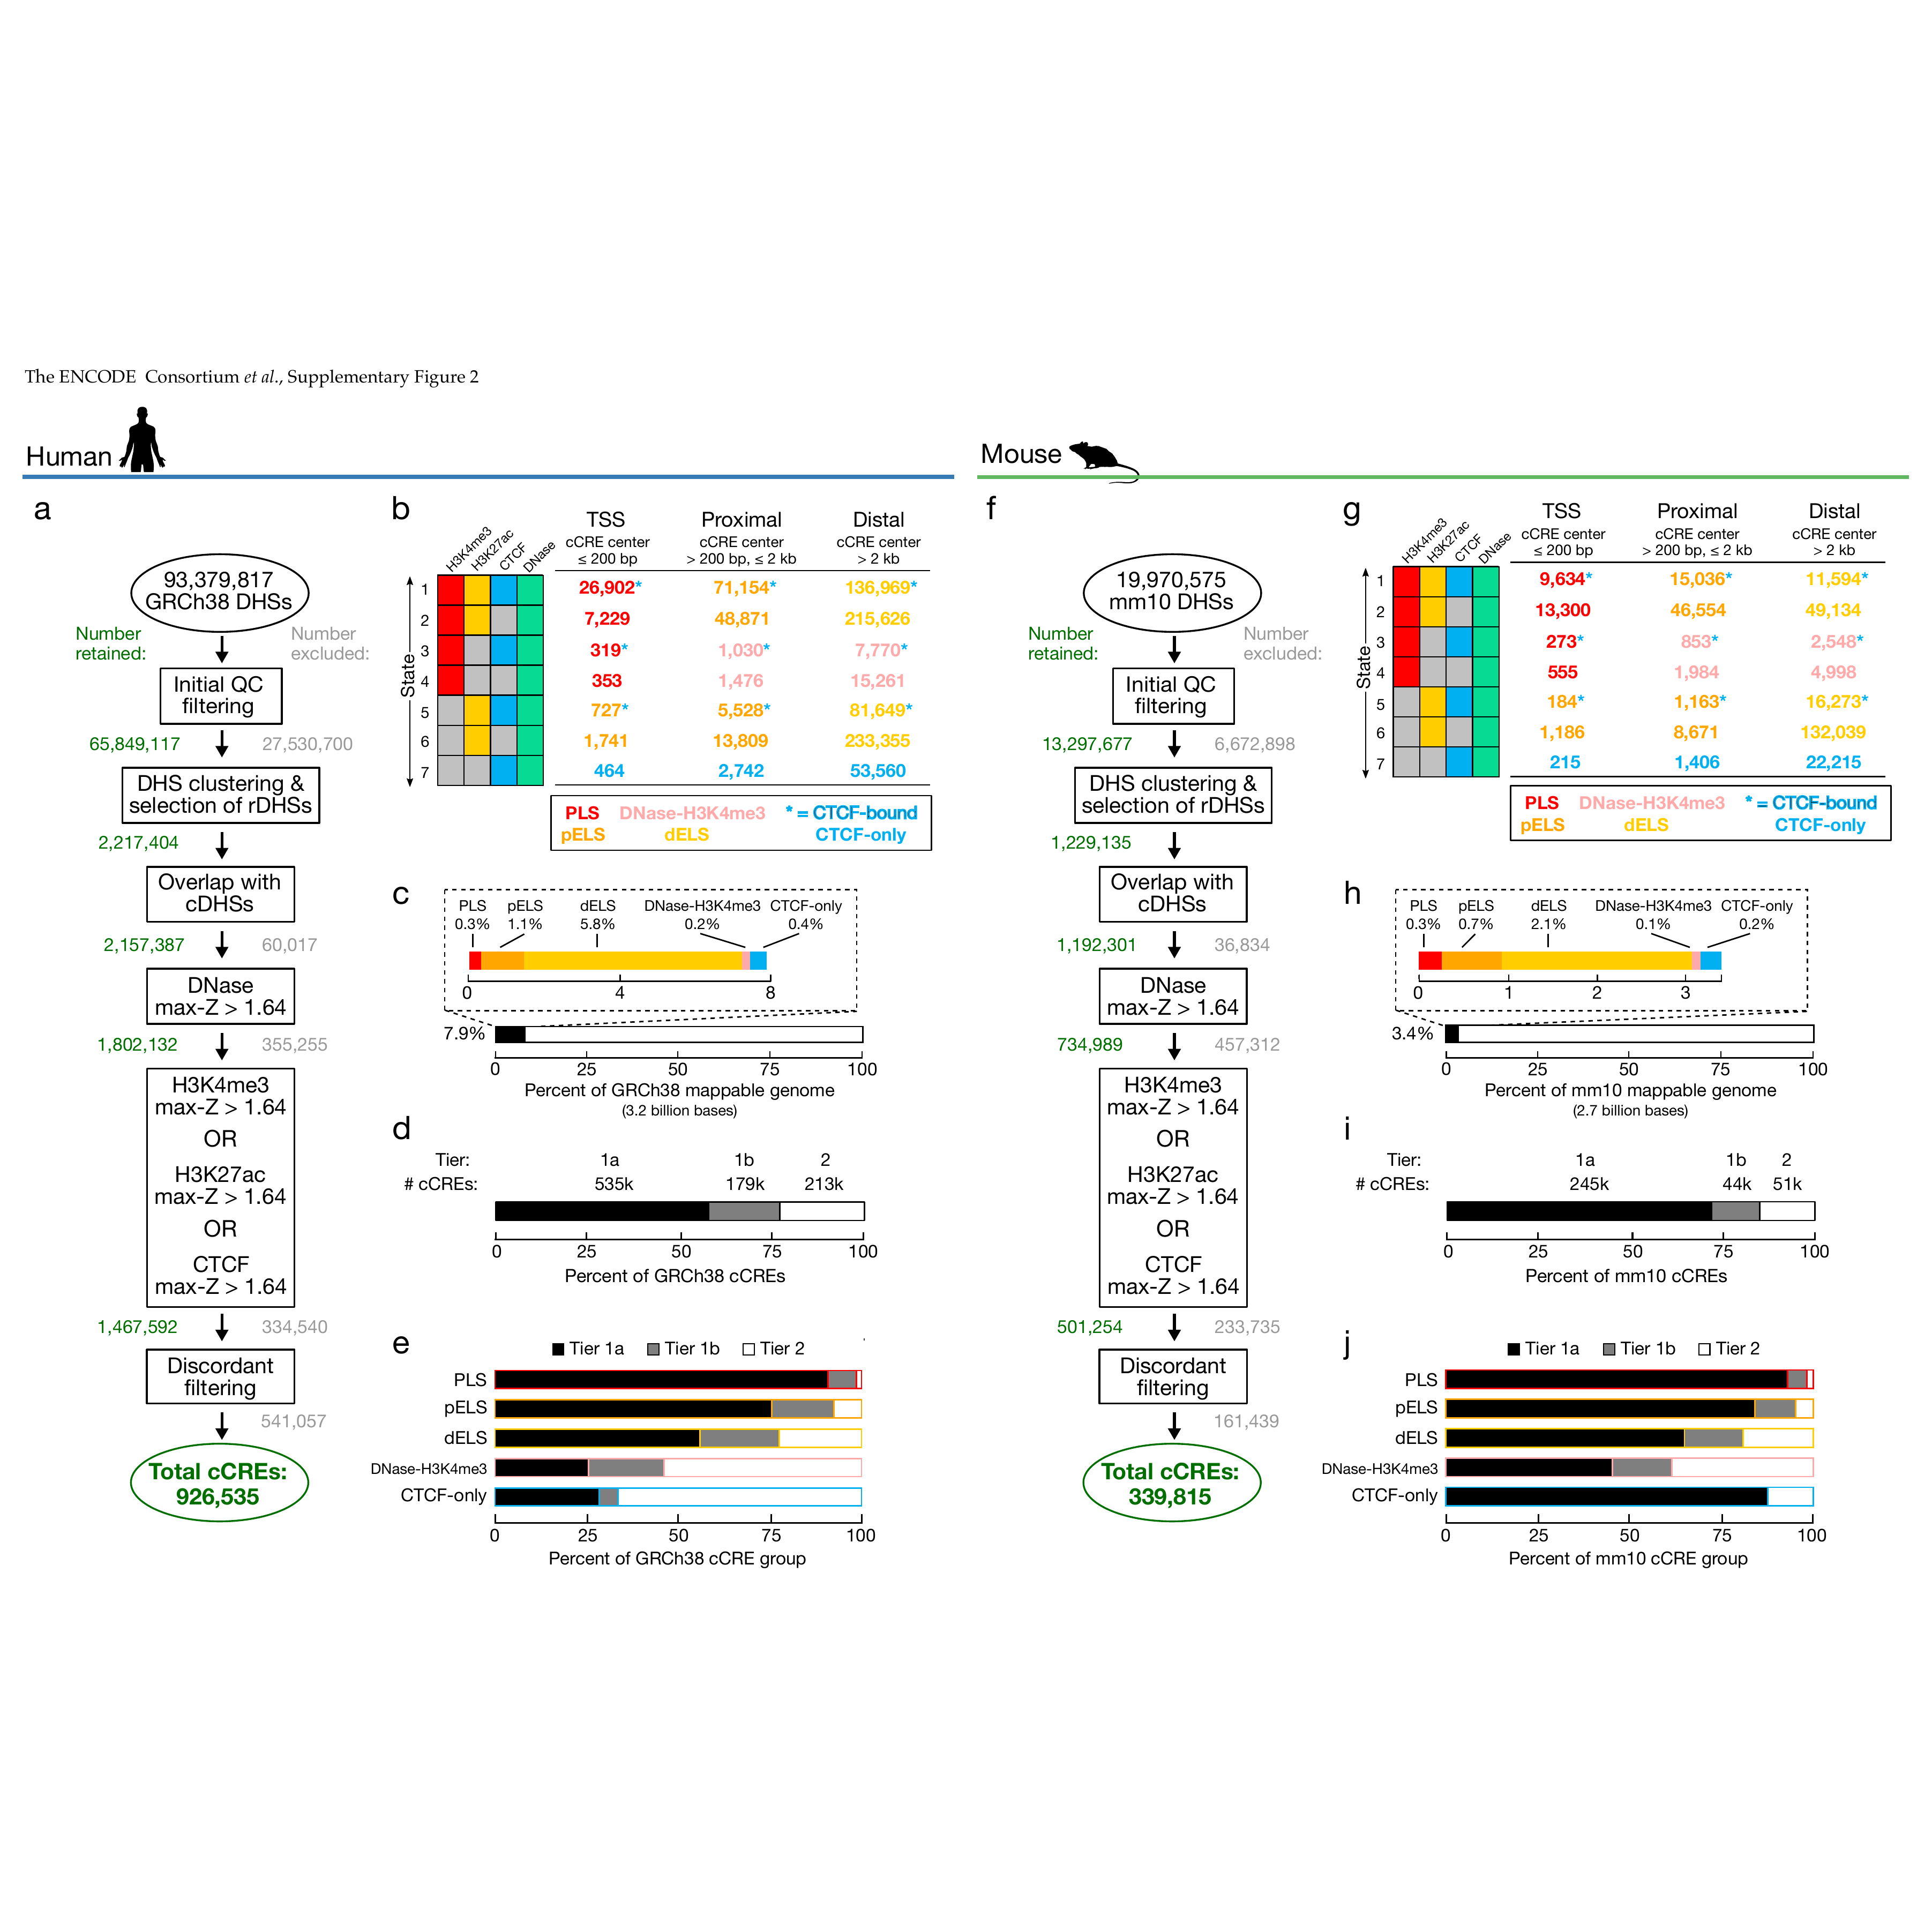 The ENCODE Consortium et al., Supplementary Figure 2
Human
a
93,379,817
GRCh38 DHSs
Number
retained:
Number
excluded:
Initial QC
filtering
65,849,117
27,530,700
DHS clustering &
selection of rDHSs
2,217,404
Overlap with
cDHSs
2,157,387
60,017
DNase
max-Z > 1.64
1,802,132
355,255
H3K4me3
max-Z > 1.64
OR
H3K27ac
max-Z > 1.64
OR
CTCF
max-Z > 1.64
1,467,592
334,540
Discordant
filtering
541,057
Total cCREs:
926,535
b
H3K4me3
H3K27ac
CTCF
DNase
State
TSS
cCRE center
≤ 200 bp
Proximal
cCRE center
> 200 bp, ≤ 2 kb
Distal
cCRE center
> 2 kb
1 26,902* 71,154* 136,969*
2 7,229 48,871 215,626
3 319* 1,030* 7,770*
4 353 1,476 15,261
5 727* 5,528* 81,649*
6 1,741 13,809 233,355
7 464 2,742 53,560
PLS DNase-H3K4me3 * = CTCF-bound
pELS dELS CTCF-only
c
PLS pELS dELS DNase-H3K4me3 CTCF-only
0.3% 1.1% 5.8% 0.2% 0.4%
0 4 8
7.9%
0 25 50 75 100
Percent of GRCh38 mappable genome
(3.2 billion bases)
d
Tier: 1a 1b 2
# cCREs: 535k 179k 213k
0 25 50 75 100
Percent of GRCh38 cCREs
e
Tier 1a Tier 1b Tier 2
PLS
pELS
dELS
DNase-H3K4me3
CTCF-only
0 25 50 75 100
Percent of GRCh38 cCRE group
Mouse
f
19,970,575
mm10 DHSs
Number
retained:
Number
excluded:
Initial QC
filtering
13,297,677
6,672,898
DHS clustering &
selection of rDHSs
1,229,135
Overlap with
cDHSs
1,192,301
36,834
DNase
max-Z > 1.64
734,989
457,312
H3K4me3
max-Z > 1.64
OR
H3K27ac
max-Z > 1.64
OR
CTCF
max-Z > 1.64
501,254
233,735
Discordant
filtering
161,439
Total cCREs:
339,815
g
H3K4me3
H3K27ac
CTCF
DNase
State
TSS
cCRE center
≤ 200 bp
Proximal
cCRE center
> 200 bp, ≤ 2 kb
Distal
cCRE center
> 2 kb
1 9,634* 15,036* 11,594*
2 13,300 46,554 49,134
3 273* 853* 2,548*
4 555 1,984 4,998
5 184* 1,163* 16,273*
6 1,186 8,671 132,039
7 215 1,406 22,215
PLS DNase-H3K4me3 * = CTCF-bound
pELS dELS CTCF-only
h
PLS pELS dELS DNase-H3K4me3 CTCF-only
0.3% 0.7% 2.1% 0.1% 0.2%
0 1 2 3
3.4%
0 25 50 75 100
Percent of mm10 mappable genome
(2.7 billion bases)
i
Tier: 1a 1b 2
# cCREs: 245k 44k 51k
0 25 50 75 100
Percent of mm10 cCREs
j
Tier 1a Tier 1b Tier 2
PLS
pELS
dELS
DNase-H3K4me3
CTCF-only
0 25 50 75 100
Percent of mm10 cCRE group